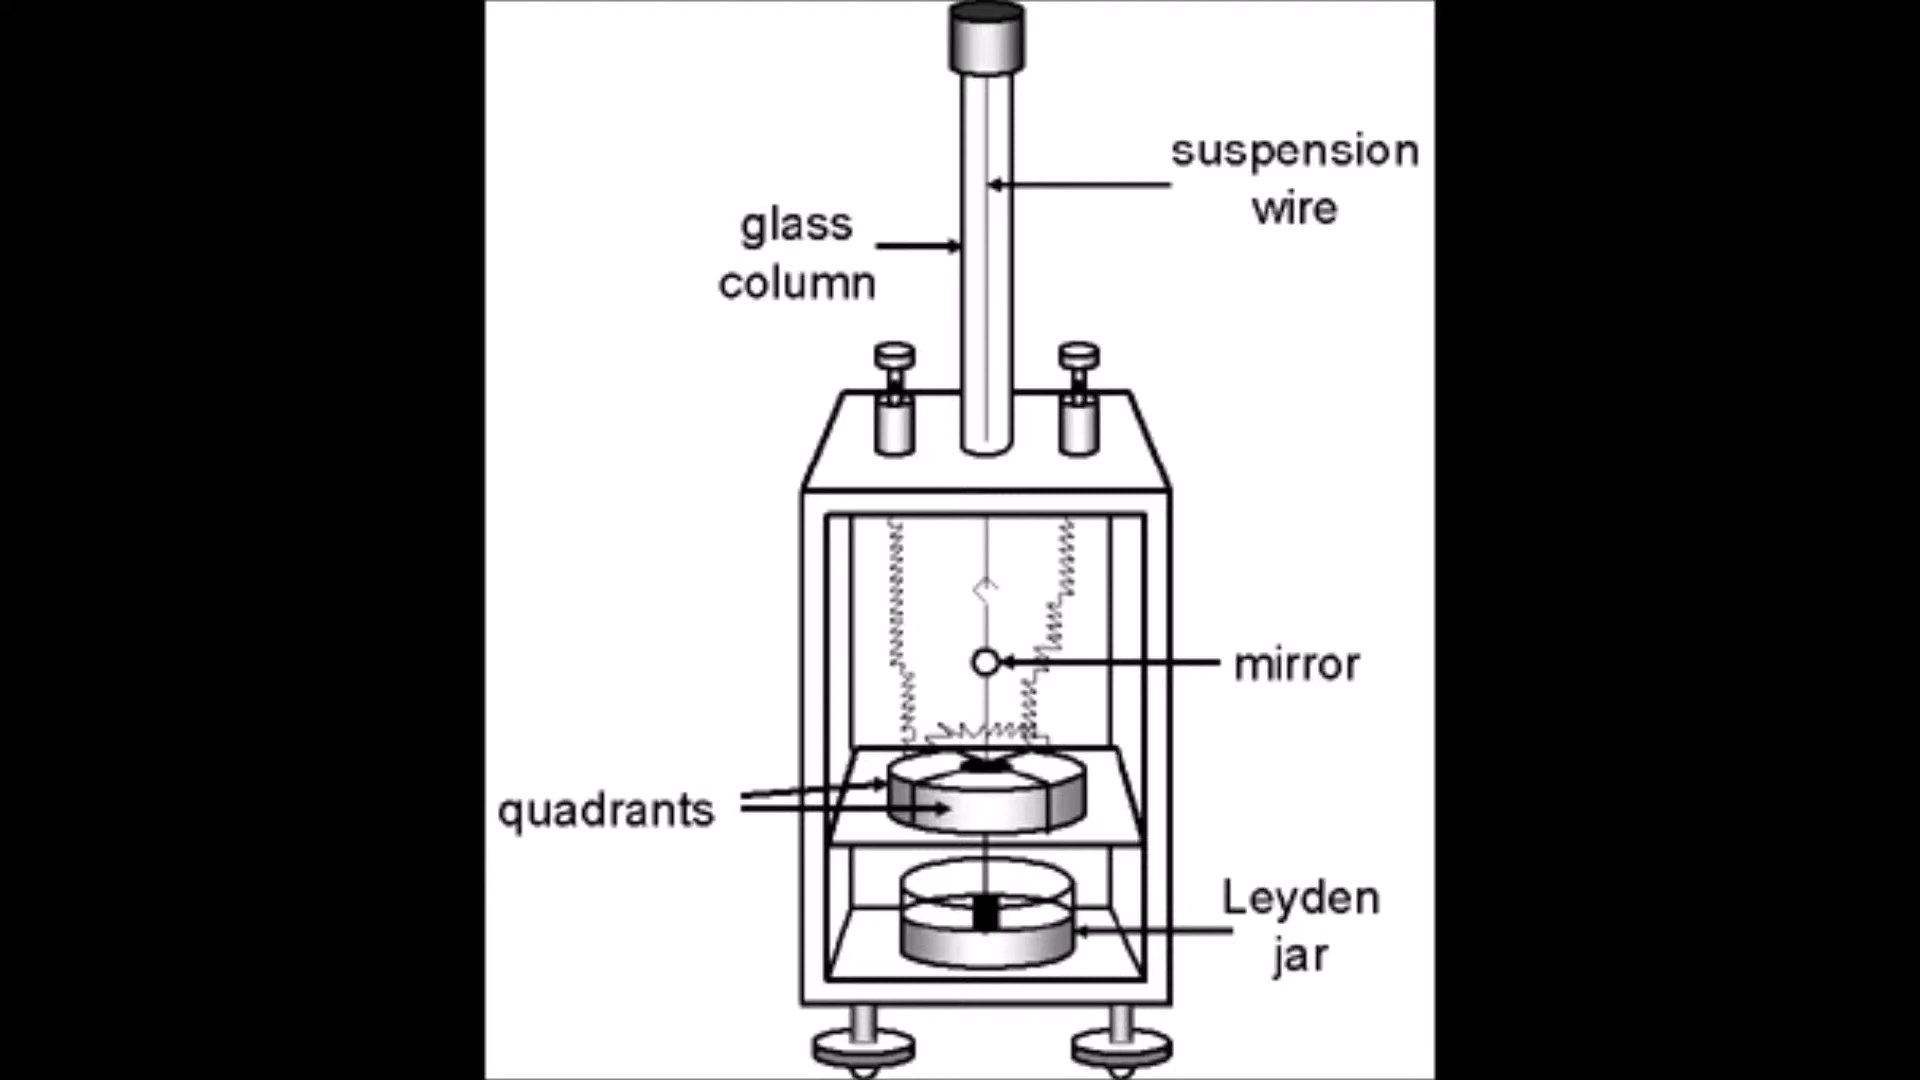 suspension
wire
glass
column
mirror
quadrants
Leyden
jar